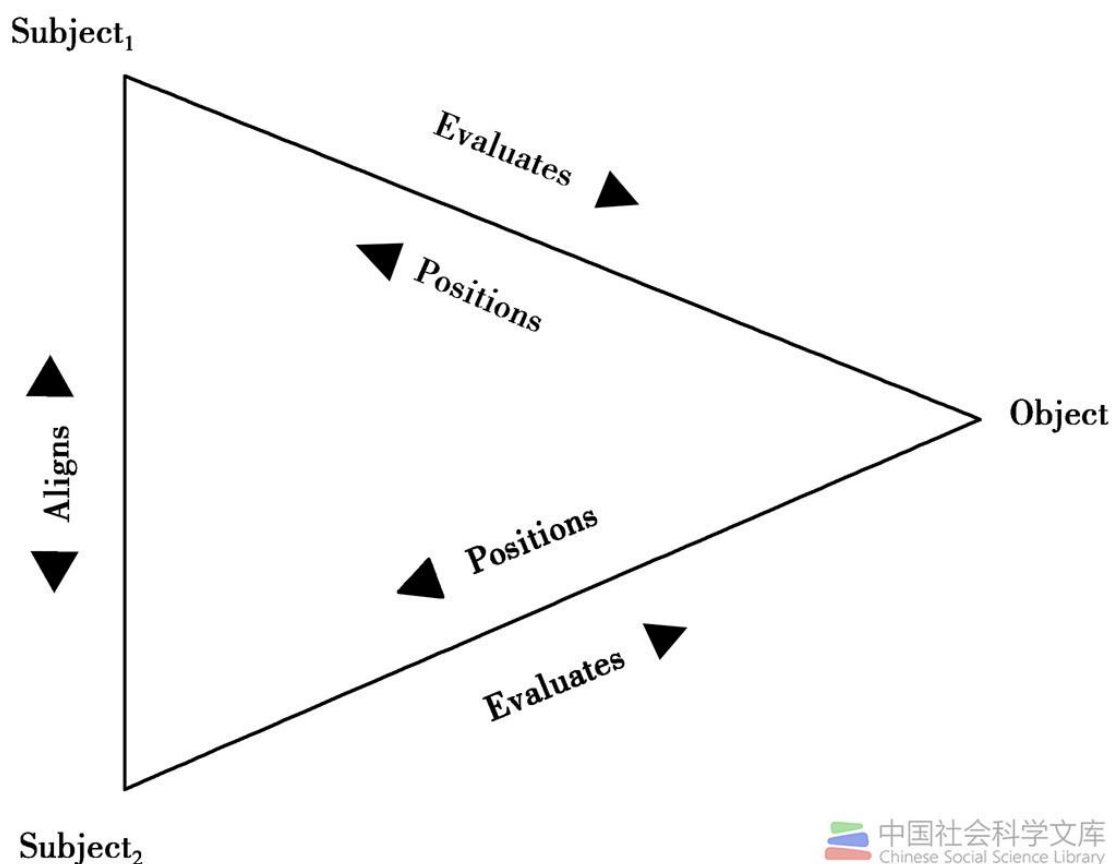 Subject₁
Evaluates
Positions
Aligns
Object
Positions
Evaluates
Subject₂
中国社会科学文库
Chinese Social Science Library